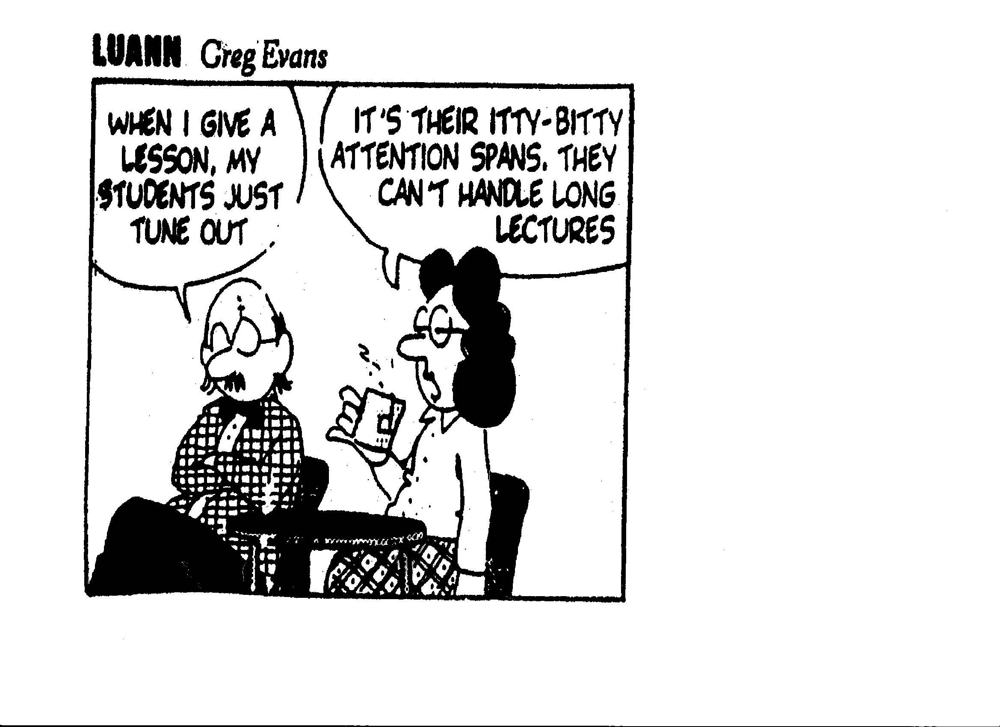 LUANN Greg Evans
WHEN I GIVE A
LESSON, MY
STUDENTS JUST
TUNE OUT
IT'S THEIR ITTY-BITTY
ATTENTION SPANS. THEY
CAN'T HANDLE LONG
LECTURES